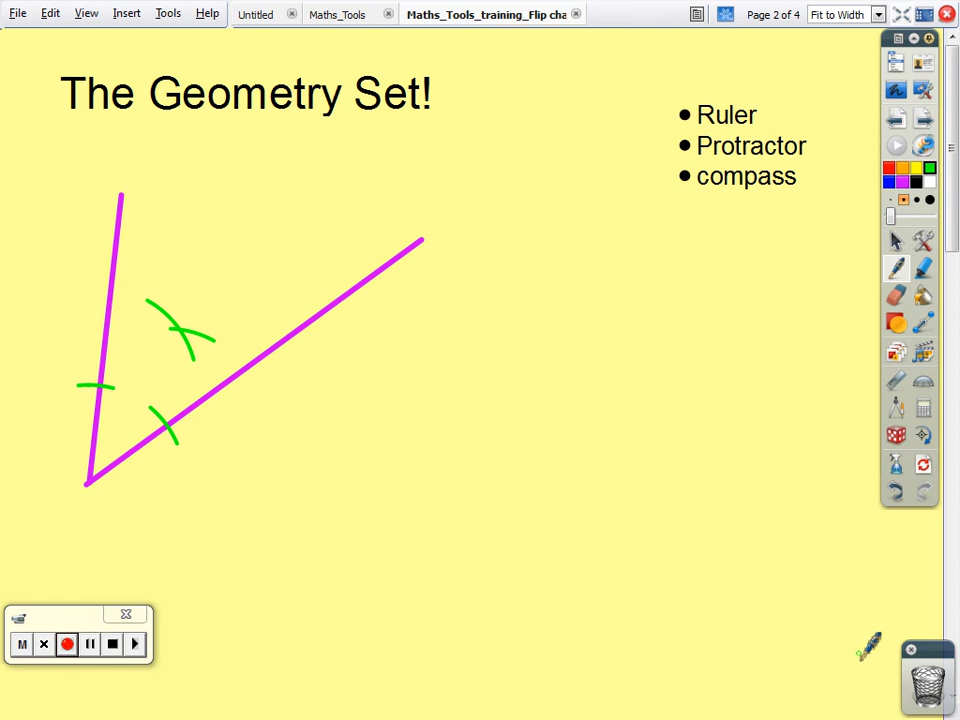 File Edit View Insert Tools Help Untitled Maths_Tools Maths_Tools_training_Flip cha Page 2 of 4 Fit to Width
The Geometry Set!
• Ruler
• Protractor
• compass
M